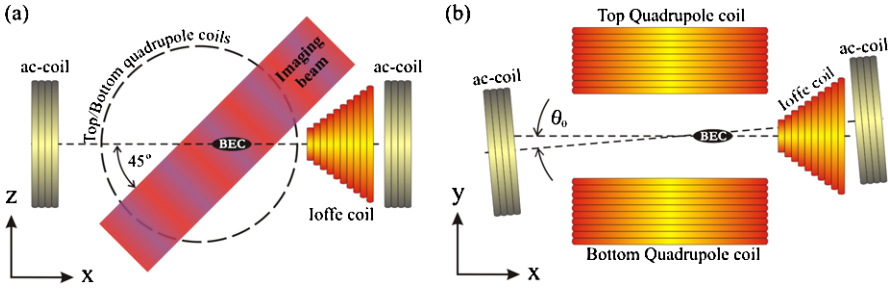 (a)
Top/Bottom quadrupole coils
Imaging
beam
ac-coil
ac-coil
BEC
45°
Ioffe coil
z
x
(b)
Top Quadrupole coil
ac-coil
ac-coil
Ioffe coil
θ₀
BEC
y
x
Bottom Quadrupole coil